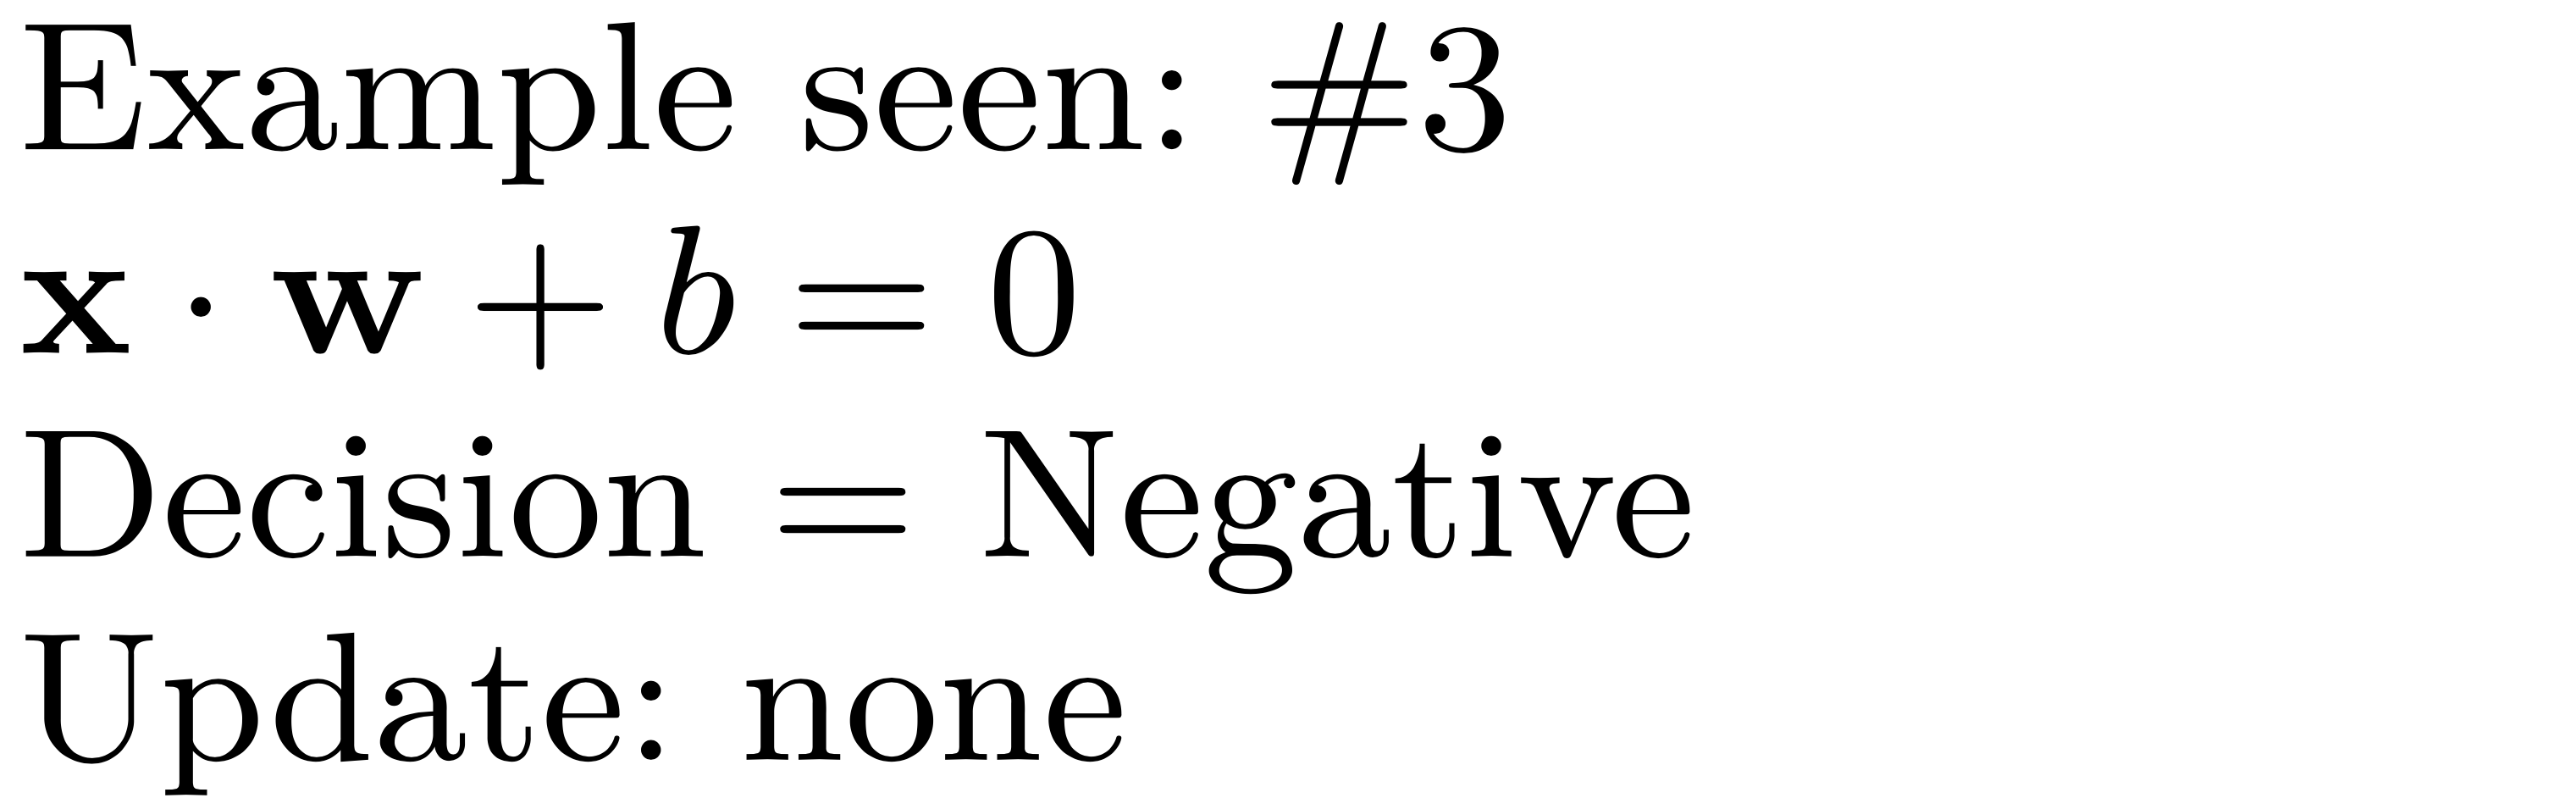 Example seen: #3
x · w + b = 0
Decision = Negative
Update: none